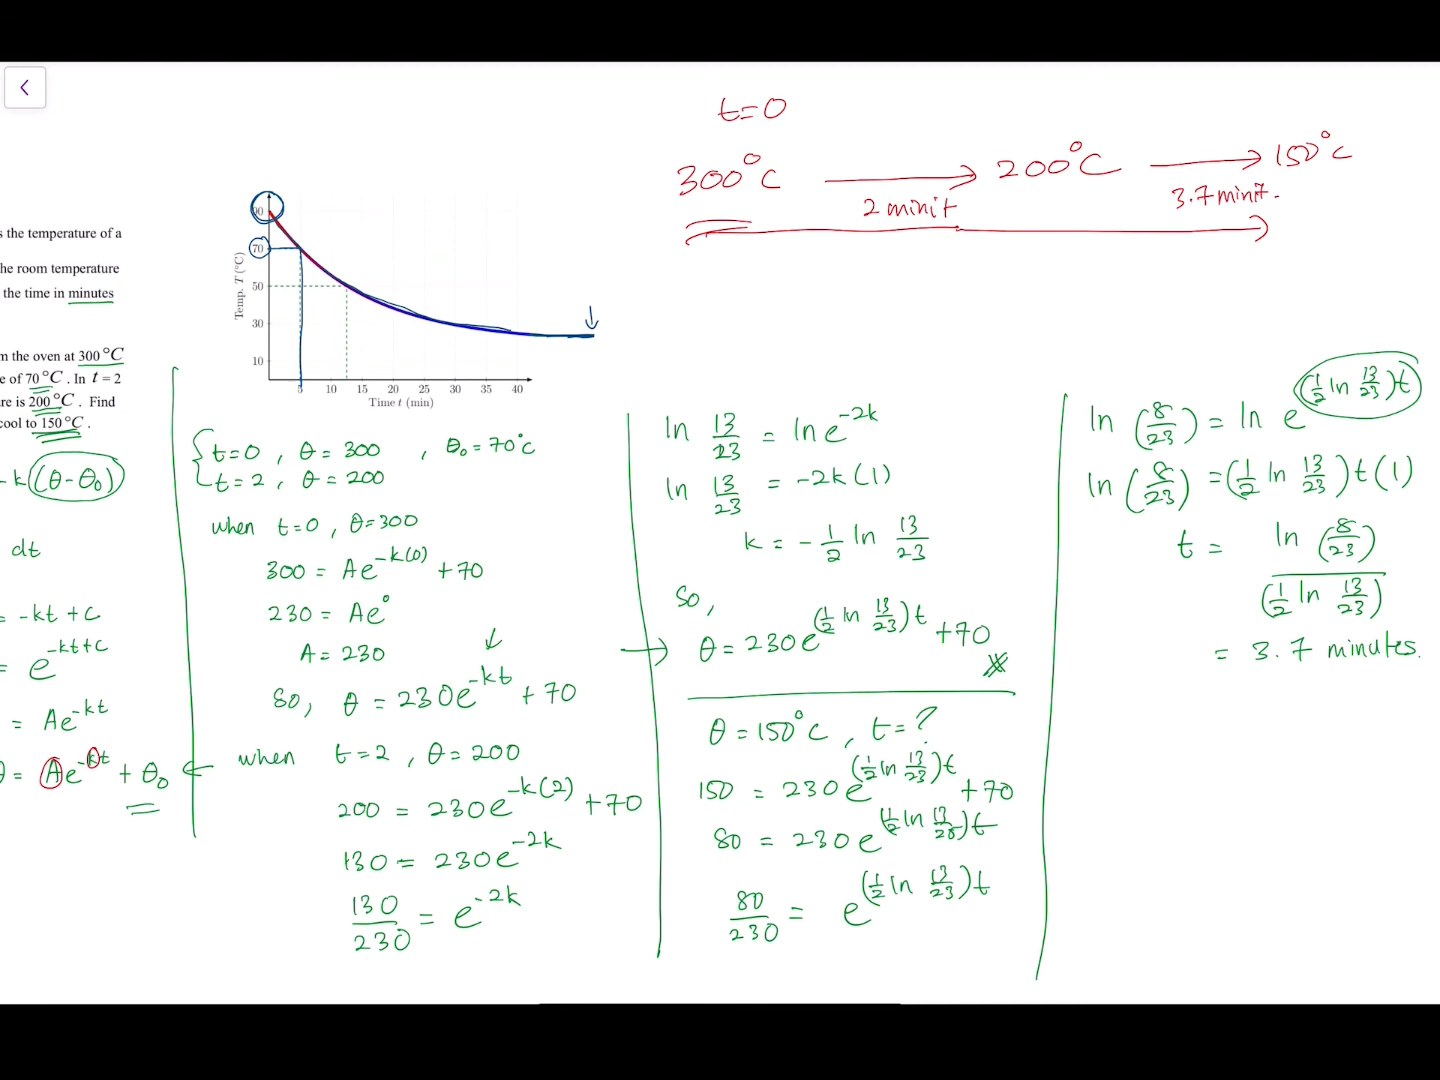 s the temperature of a
he room temperature
the time in minutes
m the oven at 300 °C
e of 70 °C . In t = 2
re is 200 °C . Find
cool to 150 °C .
-k(θ-θ₀)
dt
= -kt + c
= e^{-kt+c}
= Ae^{-kt}
θ = Ae^{-kt} + θ₀
90
70
50
30
10
Temp. T (°C)
5 10 15 20 25 30 35 40
Time t (min)
t=0 , θ = 300 , θ₀ = 70°C
t = 2 , θ = 200
when t=0 , θ=300
300 = Ae^{-k(0)} + 70
230 = Ae^{0}
A = 230
so, θ = 230e^{-kt} + 70
when t=2 , θ=200
200 = 230e^{-k(2)} + 70
130 = 230e^{-2k}
130/230 = e^{-2k}
t=0
300°C → 200°C → 150°C
2 minit 3.7 minit.
ln 13/23 = ln e^{-2k}
ln 13/23 = -2k(1)
k = -1/2 ln 13/23
so,
→ θ = 230e^{(1/2 ln 13/23)t} + 70
θ = 150°C , t = ?
150 = 230e^{(1/2 ln 13/23)t} + 70
80 = 230e^{(1/2 ln 13/23)t}
80/230 = e^{(1/2 ln 13/23)t}
ln (8/23) = ln e^{(1/2 ln 13/23)t}
ln (8/23) = (1/2 ln 13/23)t(1)
t = ln (8/23) / (1/2 ln 13/23)
= 3.7 minutes.